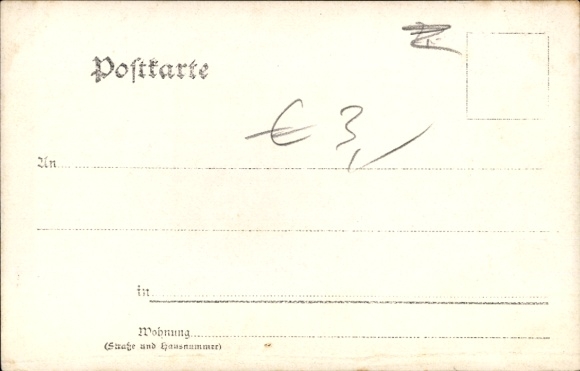 Postkarte
€ 3,
An
in
Wohnung
(Straße und Hausnummer)